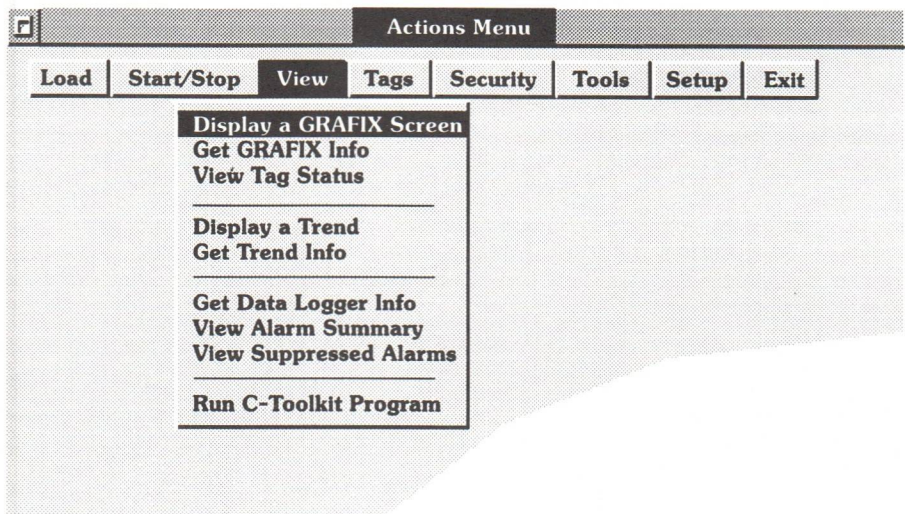 Actions Menu
Load Start/Stop View Tags Security Tools Setup Exit
Display a GRAFIX Screen
Get GRAFIX Info
View Tag Status
Display a Trend
Get Trend Info
Get Data Logger Info
View Alarm Summary
View Suppressed Alarms
Run C-Toolkit Program